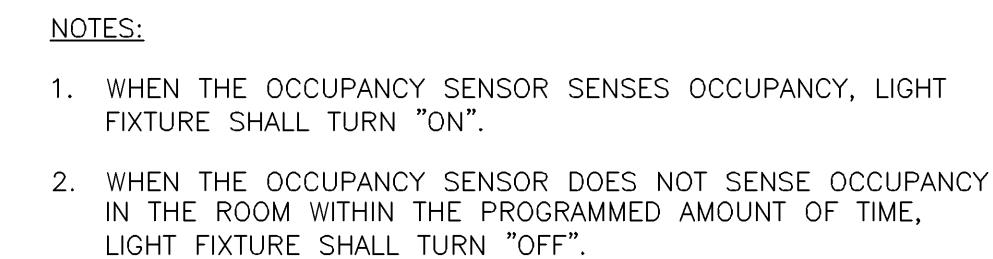 NOTES:
1. WHEN THE OCCUPANCY SENSOR SENSES OCCUPANCY, LIGHT
FIXTURE SHALL TURN ”ON”.
2. WHEN THE OCCUPANCY SENSOR DOES NOT SENSE OCCUPANCY
IN THE ROOM WITHIN THE PROGRAMMED AMOUNT OF TIME,
LIGHT FIXTURE SHALL TURN ”OFF”.